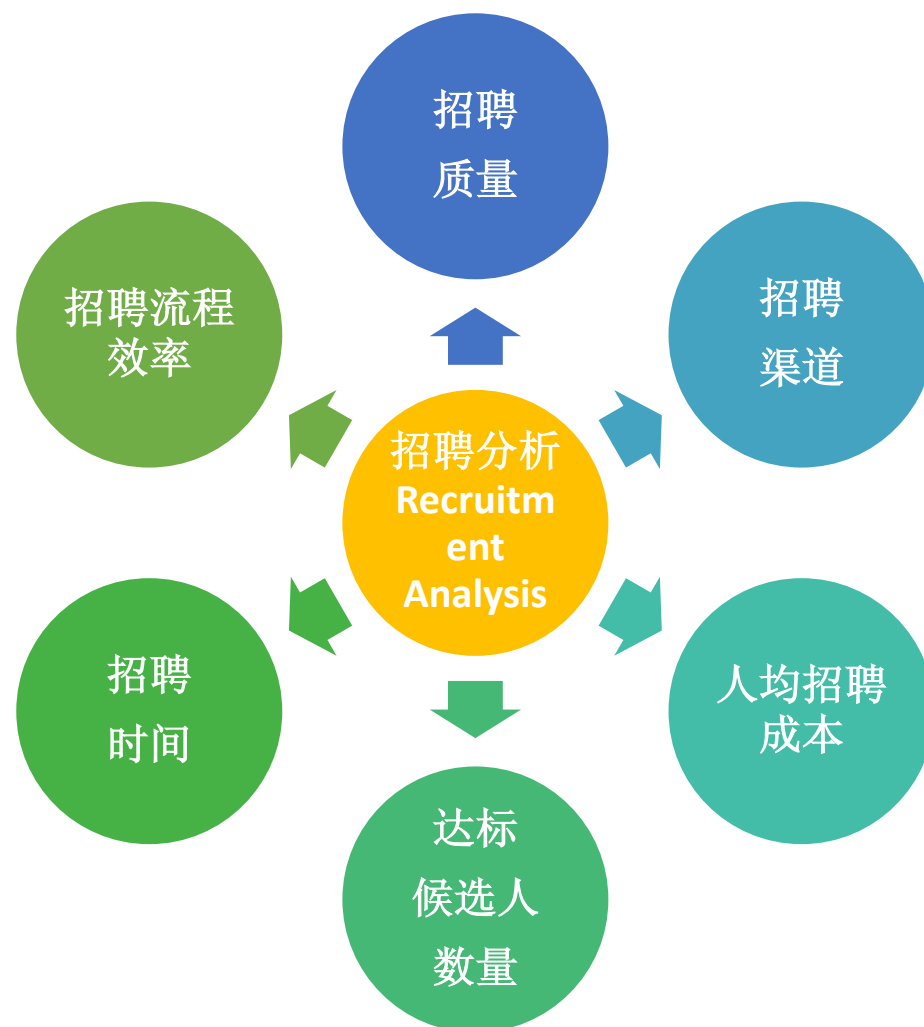 招聘
质量
招聘
渠道
人均招聘
成本
达标
候选人
数量
招聘
时间
招聘流程
效率
招聘分析
Recruitm
ent
Analysis